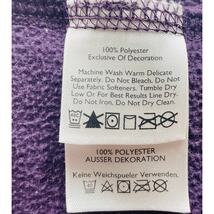 100% POLYESTER
Exclusive Of Decoration
Machine Wash Warm Delicate
Separately. Do Not Bleach. Do Not
Use Fabric Softeners. Tumble Dry
Low Or For Best Results Line Dry.
Do Not Iron. Do Not Dry Clean.
100% POLYESTER
AUSSER DEKORATION
Keine Weichspueler Verwenden.